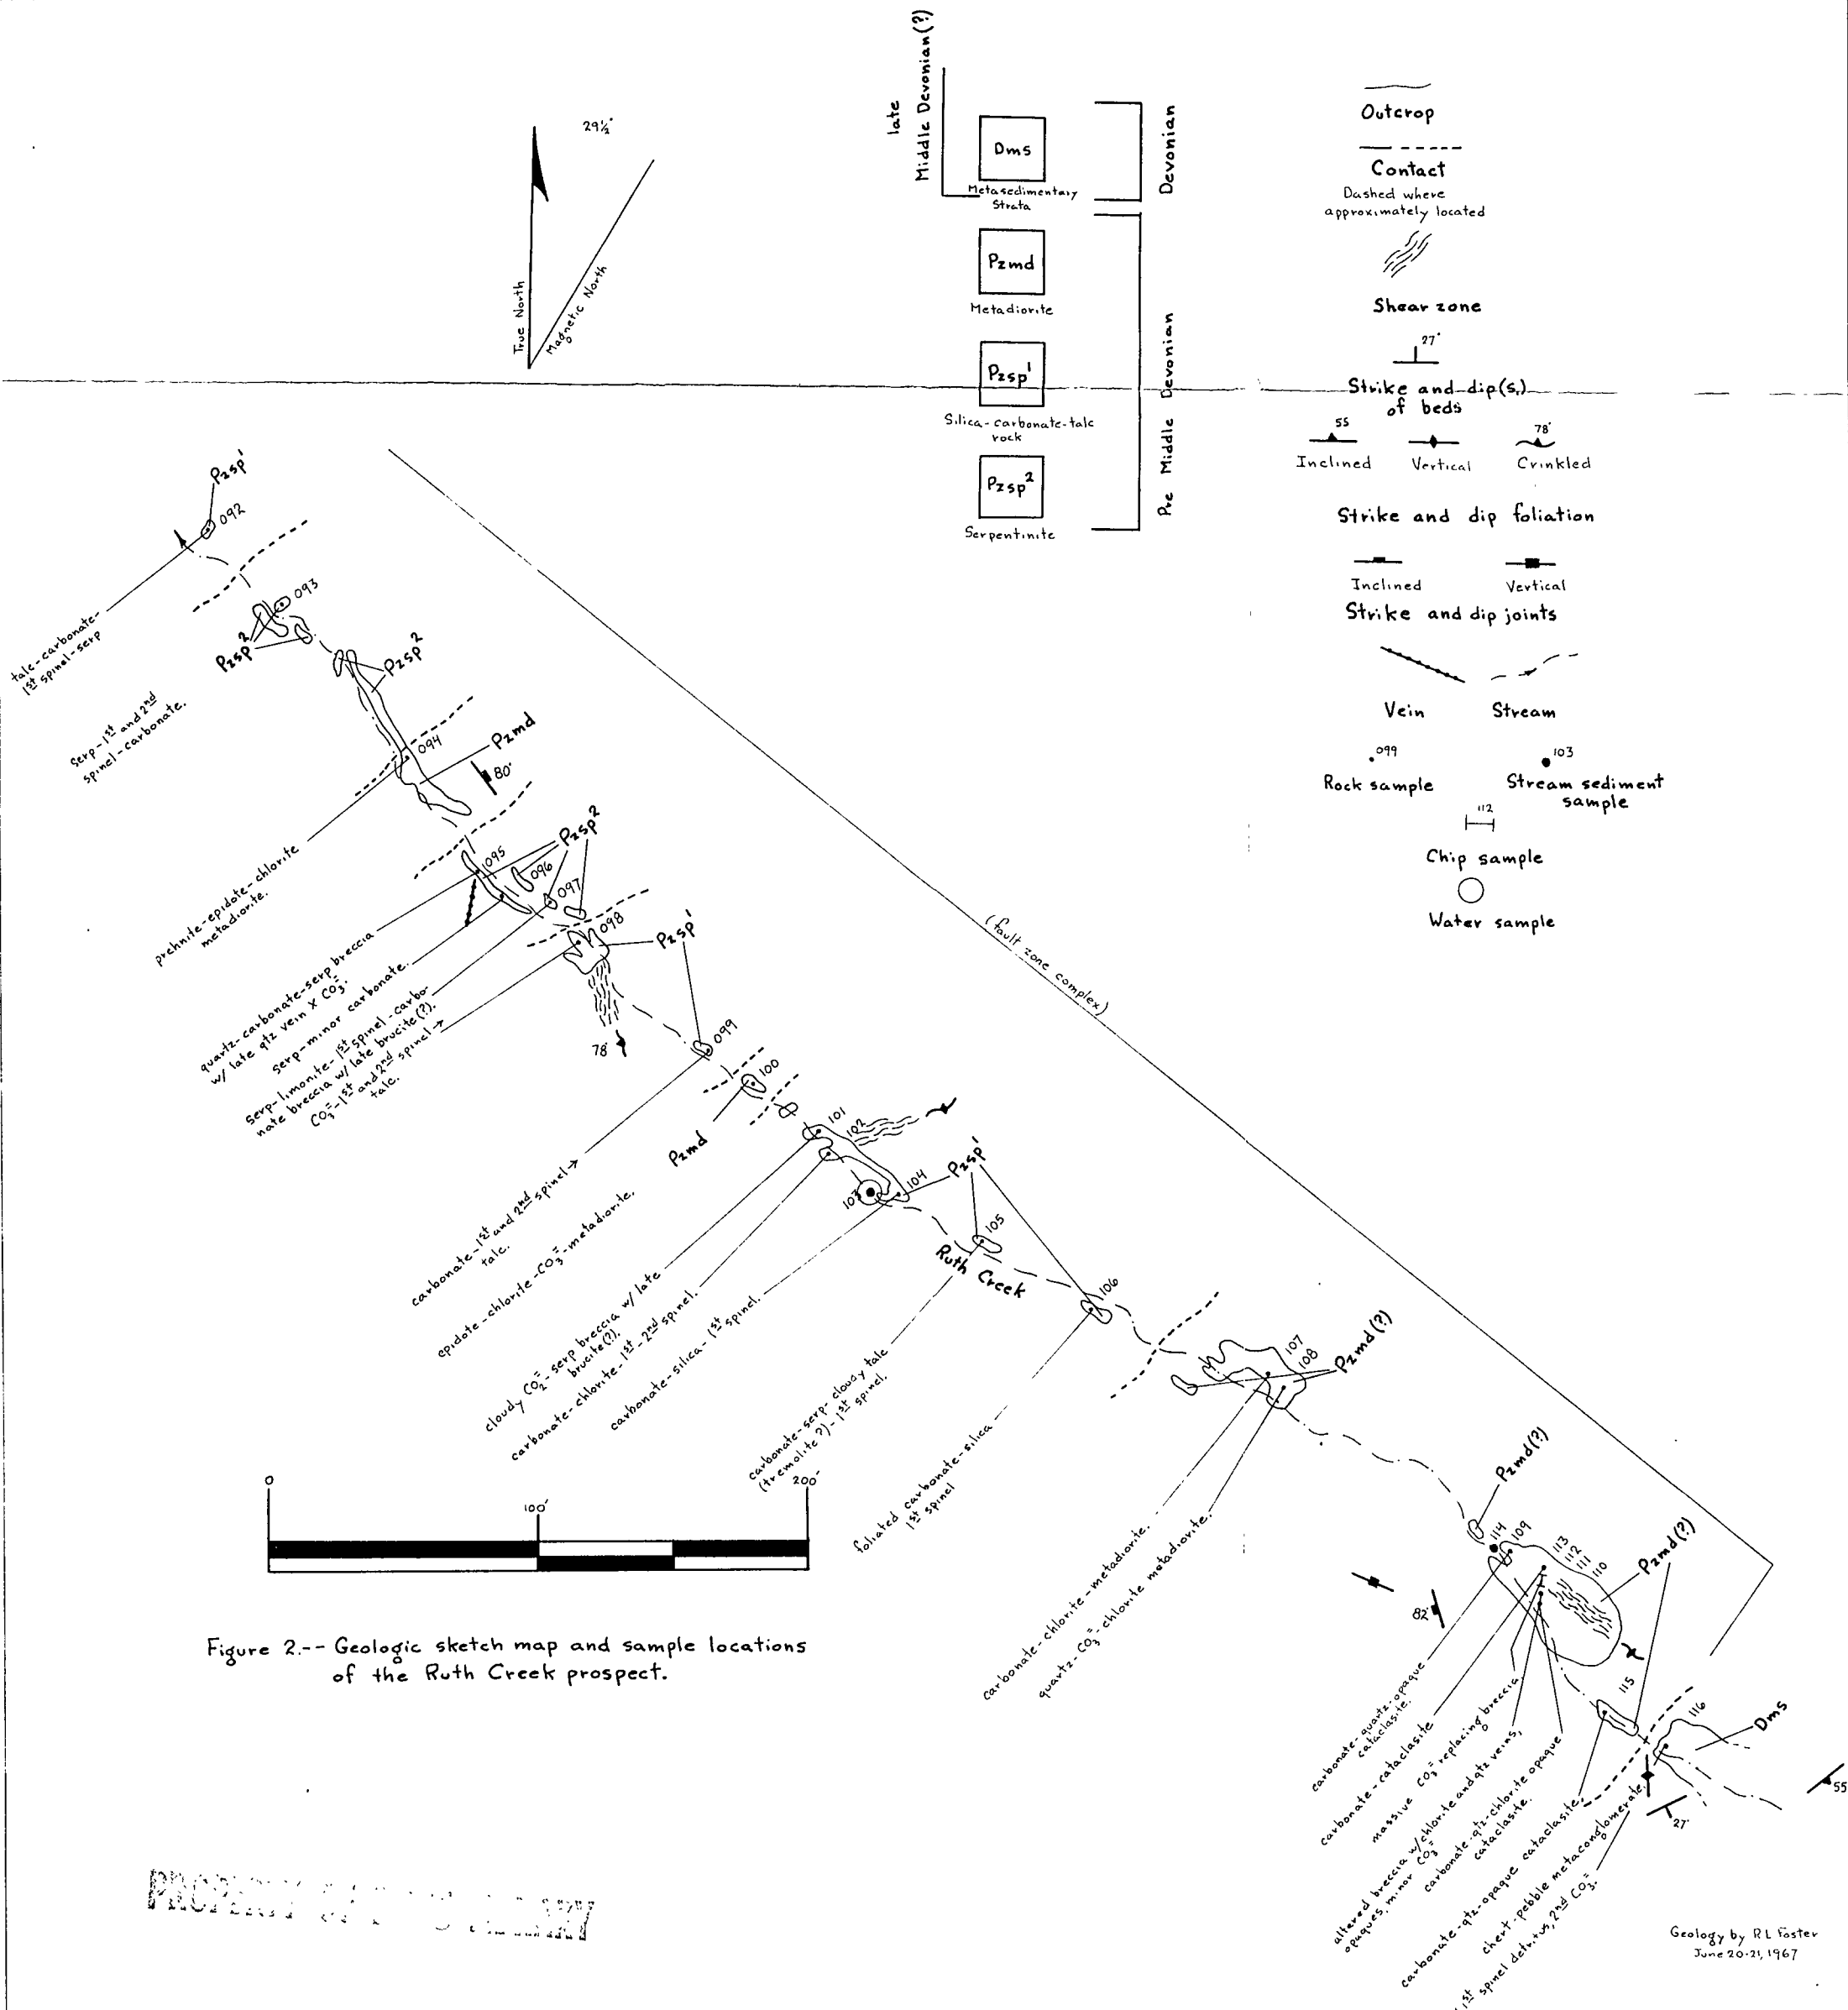 29½°
True North
Magnetic North
late
Middle Devonian(?)
Dms
Metasedimentary
Strata
Devonian
Pzmd
Metadiorite
Pzsp¹
Silica-carbonate-talc
rock
Pzsp²
Serpentinite
Pre Middle Devonian
Outcrop
Contact
Dashed where
approximately located
Shear zone
27°
Strike and dip(s,)
of beds
55
78°
Inclined
Vertical
Crinkled
Strike and dip foliation
Inclined
Vertical
Strike and dip joints
Vein
Stream
.099
103
Rock sample
Stream sediment
sample
112
Chip sample
Water sample
Pzsp¹
092
talc-carbonate-
1st spinel-serp
093
Pzsp²
Pzsp²
serp-1st and 2nd
spinel-carbonate.
094
Pzmd
80°
prehnite-epidote-chlorite
metadiorite.
Pzsp²
095
096
097
098
Pzsp¹
quartz-carbonate-serp breccia
w/ late qtz vein X CO₃⁼.
serp-minor carbonate.
serp-limonite-1st spinel-carbo-
nate breccia w/ late brucite(?).
CO₃⁼-1st and 2nd spinel→
talc.
78°
099
100
Pzmd
carbonate-1st and 2nd spinel→
talc.
epidote-chlorite-CO₃⁼-metadiorite.
101
102
103
104
Pzsp¹
105
Ruth Creek
106
cloudy CO₂⁼-serp breccia w/ late
brucite(?).
carbonate-chlorite-1st-2nd spinel.
carbonate-silica-1st spinel.
carbonate-serp-cloudy talc
(tremolite?)-1st spinel.
foliated carbonate-silica
1st spinel
(fault zone complex)
107
108
Pzmd(?)
carbonate-chlorite-metadiorite.
quartz-CO₃⁼-chlorite metadiorite.
Pzmd(?)
114
109
113
112
111
110
Pzmd(?)
82°
115
116
Dms
55
27°
carbonate-quartz-opaque
cataclasite.
carbonate-cataclasite
massive CO₃⁼ replacing breccia.
altered breccia w/chlorite and qtz veins,
opaques, minor CO₃⁼
carbonate-qtz-chlorite opaque
cataclasite.
carbonate-qtz-opaque cataclasite.
chert-pebble metaconglomerate.
1st spinel detritus, 2nd CO₃⁼.
0
100'
200'
Figure 2.-- Geologic sketch map and sample locations
of the Ruth Creek prospect.
PROPERTY
Geology by R L Foster
June 20-21, 1967